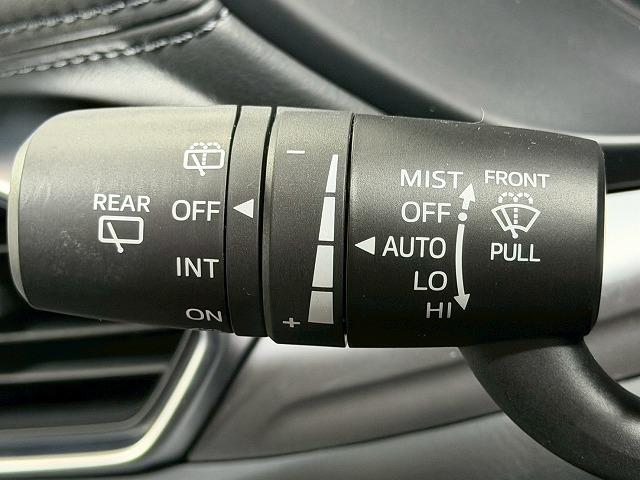 REAR
OFF
INT
ON
−
+
MIST
OFF
AUTO
LO
HI
FRONT
PULL